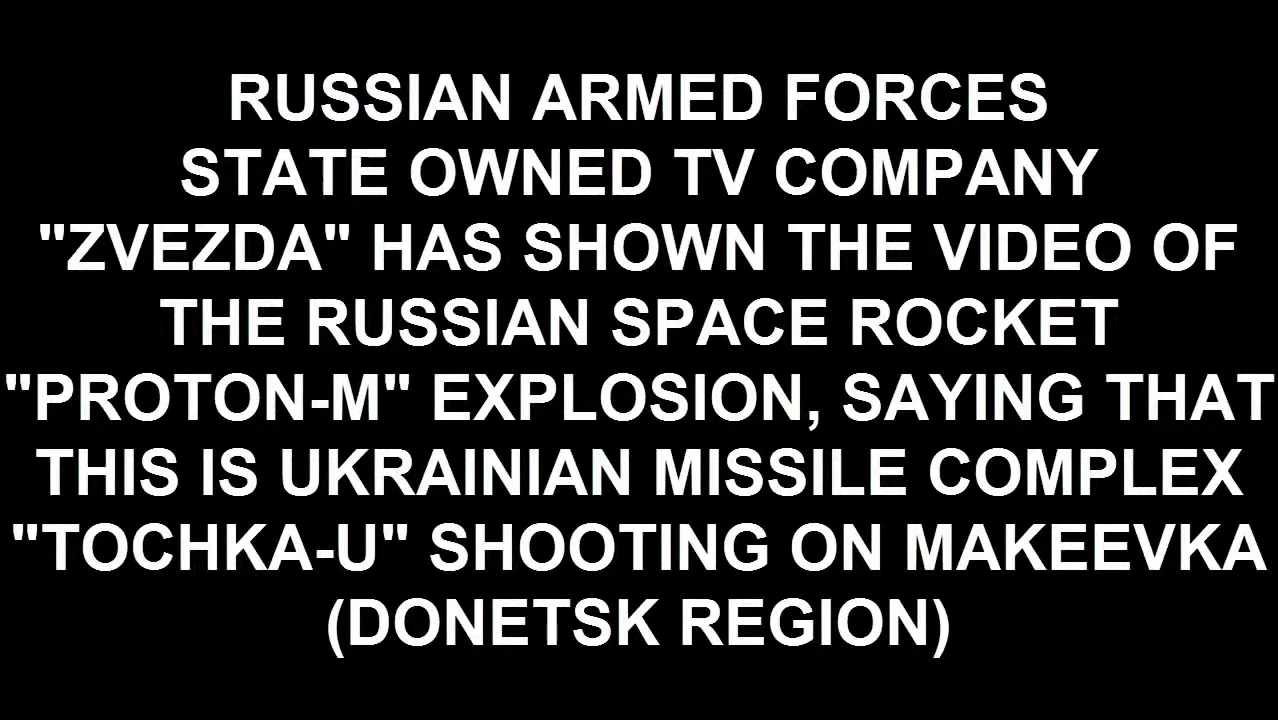 RUSSIAN ARMED FORCES
STATE OWNED TV COMPANY
"ZVEZDA" HAS SHOWN THE VIDEO OF
THE RUSSIAN SPACE ROCKET
"PROTON-M" EXPLOSION, SAYING THAT
THIS IS UKRAINIAN MISSILE COMPLEX
"TOCHKA-U" SHOOTING ON MAKEEVKA
(DONETSK REGION)